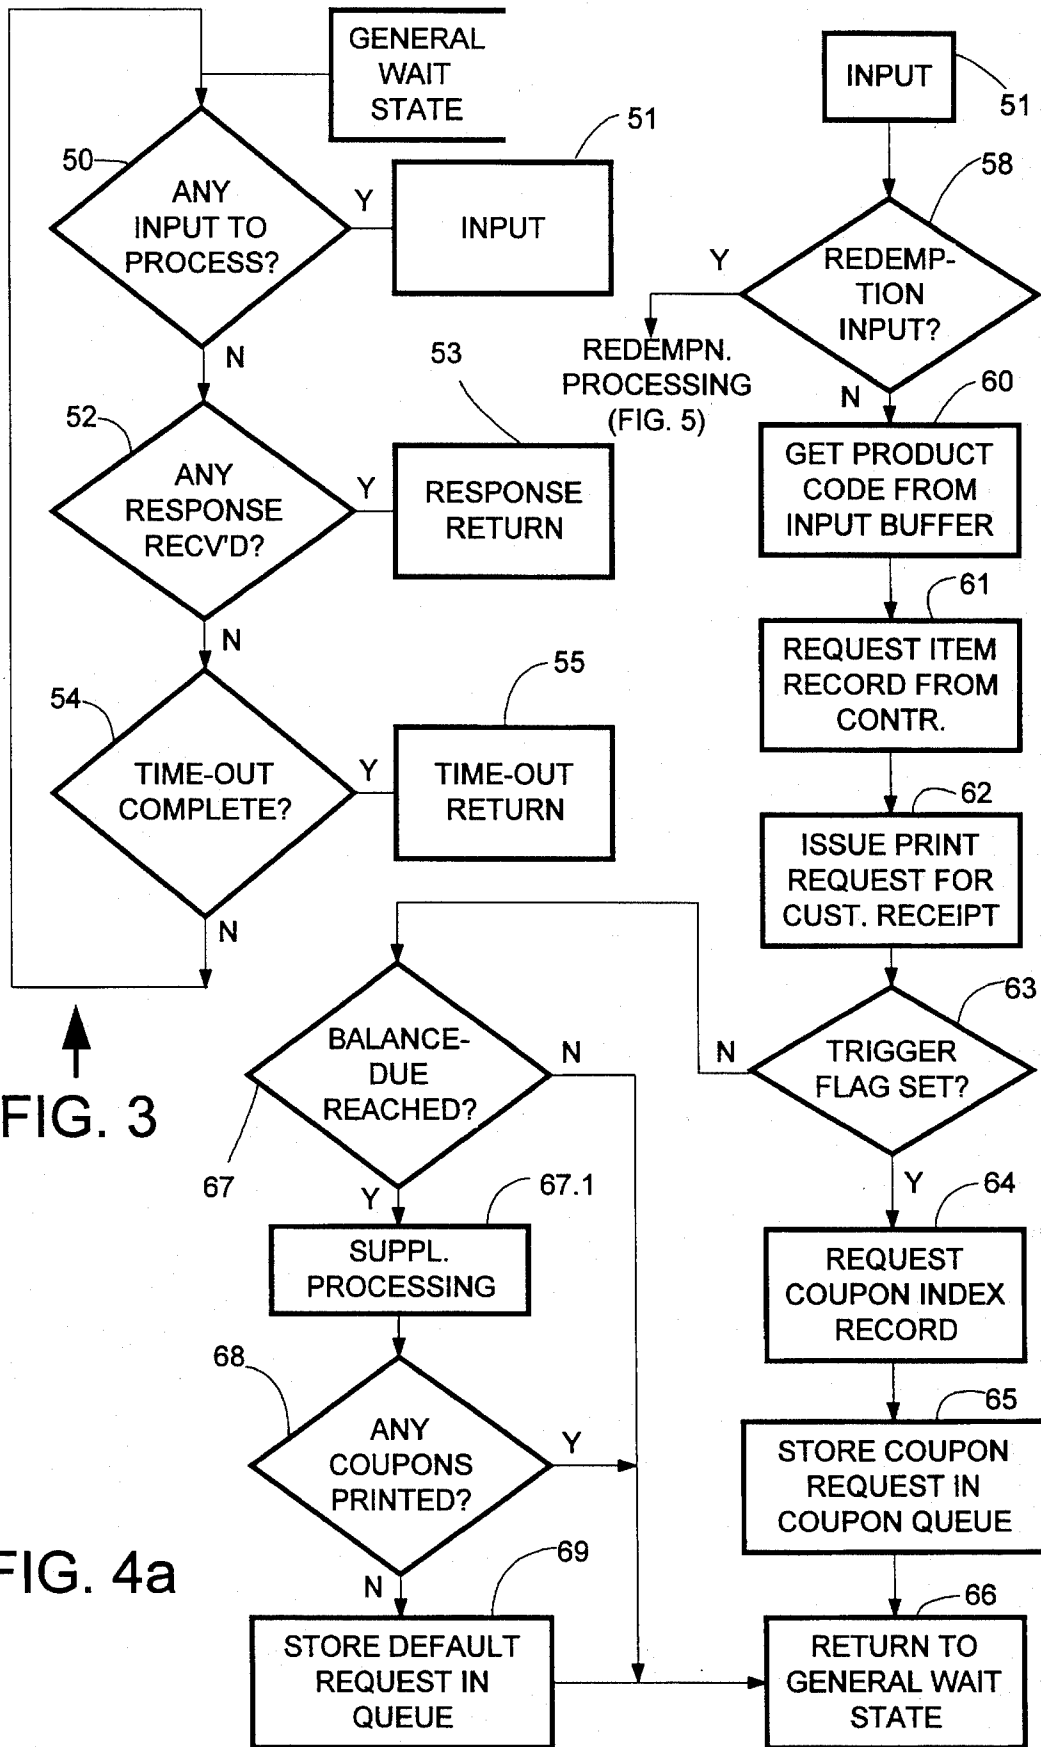 GENERAL
WAIT
STATE
50
ANY
INPUT TO
PROCESS?
Y
51
INPUT
N
52
ANY
RESPONSE
RECV'D?
Y
53
RESPONSE
RETURN
N
54
TIME-OUT
COMPLETE?
Y
55
TIME-OUT
RETURN
N
FIG. 3
INPUT
51
58
REDEMP-
TION
INPUT?
Y
REDEMPN.
PROCESSING
(FIG. 5)
N
60
GET PRODUCT
CODE FROM
INPUT BUFFER
61
REQUEST ITEM
RECORD FROM
CONTR.
62
ISSUE PRINT
REQUEST FOR
CUST. RECEIPT
63
TRIGGER
FLAG SET?
N
Y
64
REQUEST
COUPON INDEX
RECORD
65
STORE COUPON
REQUEST IN
COUPON QUEUE
66
RETURN TO
GENERAL WAIT
STATE
BALANCE-
DUE
REACHED?
N
67
Y
67.1
SUPPL.
PROCESSING
68
ANY
COUPONS
PRINTED?
Y
N
69
STORE DEFAULT
REQUEST IN
QUEUE
FIG. 4a